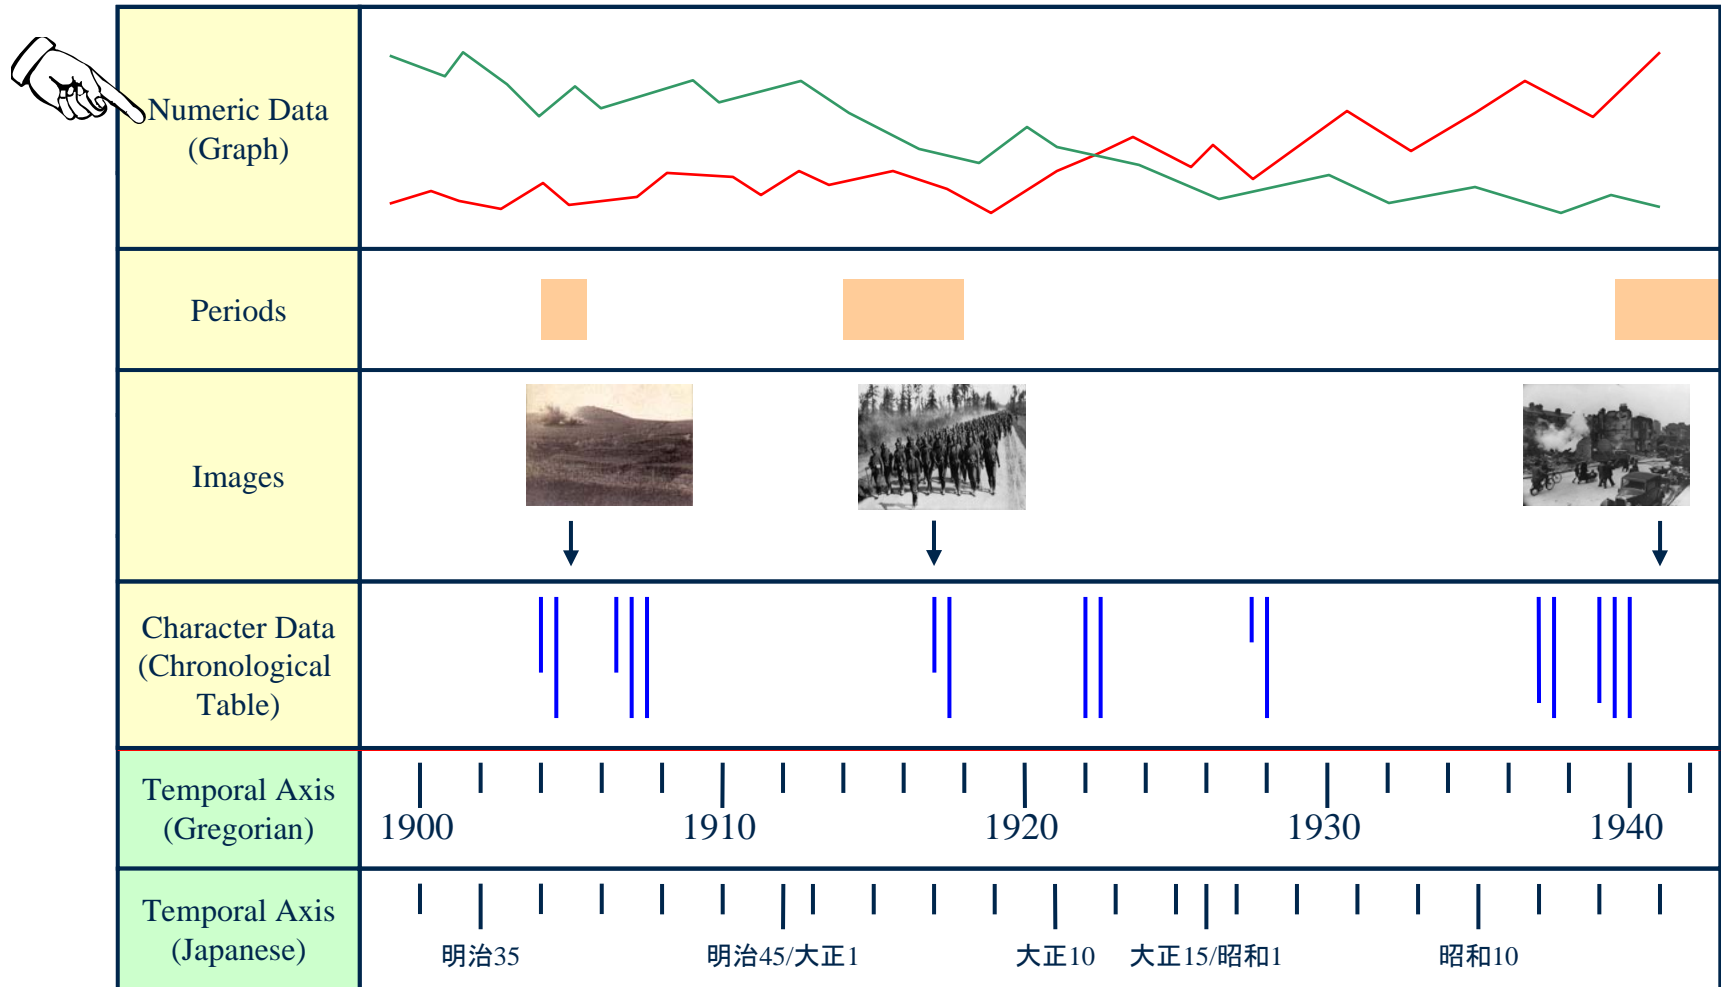 Numeric Data
(Graph)
Periods
Images
Character Data
(Chronological
Table)
Temporal Axis
(Gregorian)
1900
1910
1920
1930
1940
Temporal Axis
(Japanese)
明治35
明治45/大正1
大正10
大正15/昭和1
昭和10